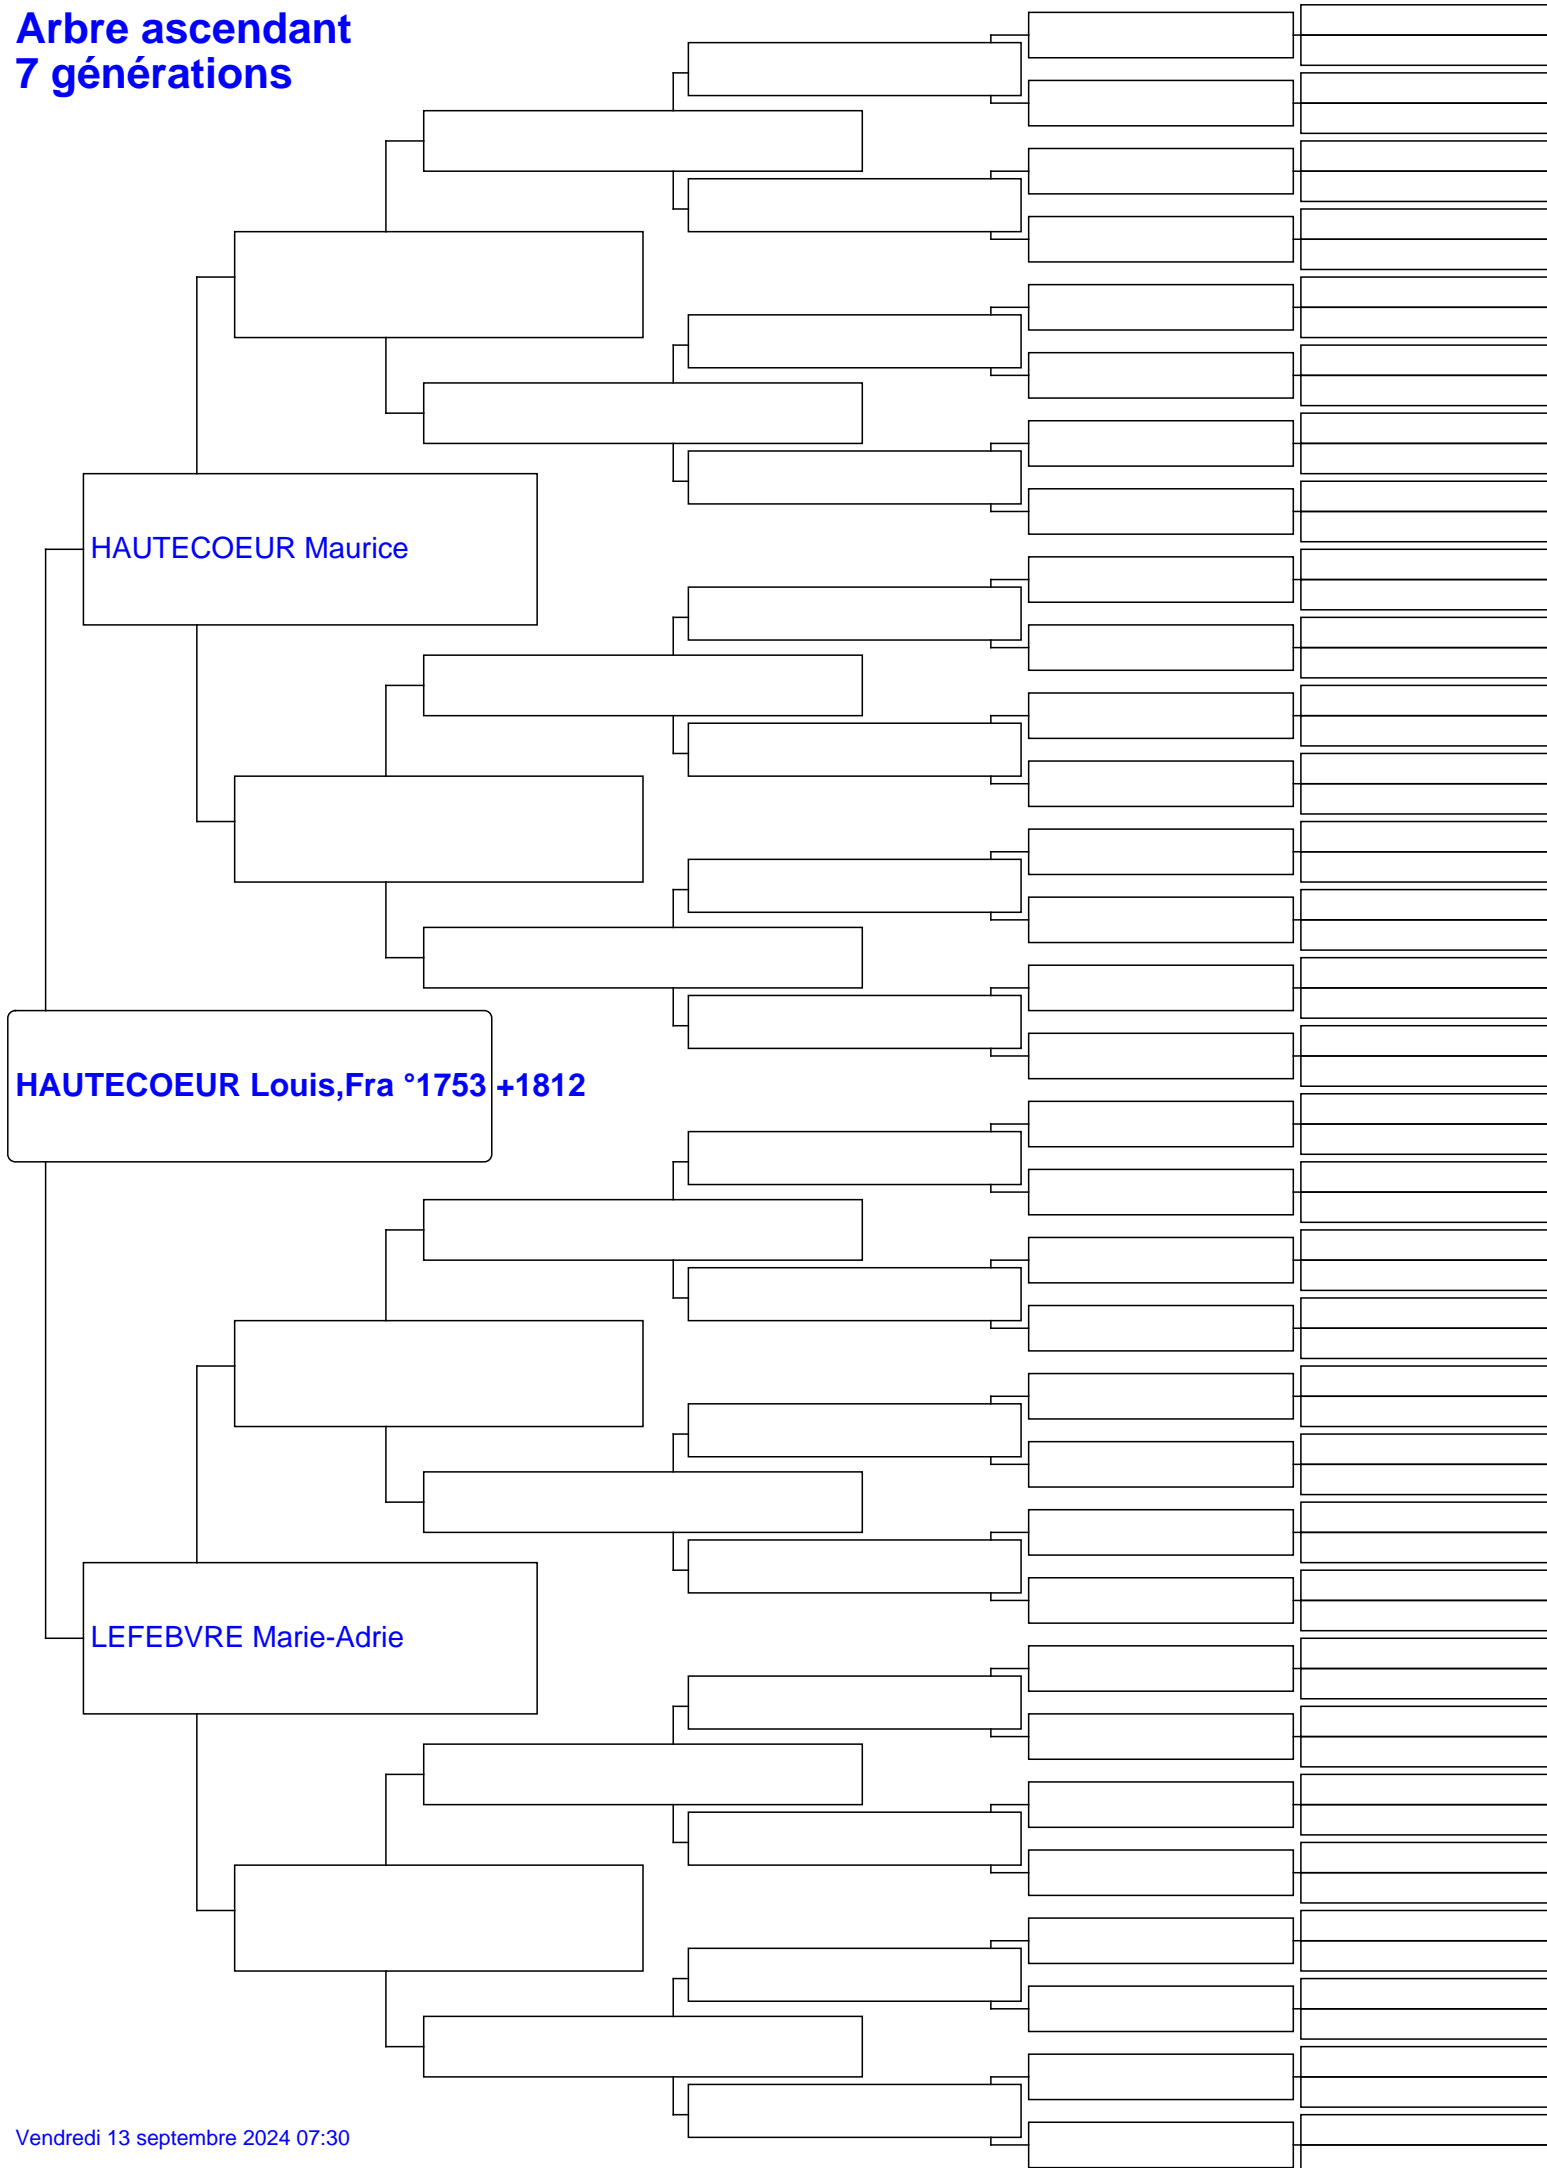 Arbre ascendant
7 générations
HAUTECOEUR Maurice
HAUTECOEUR Louis,Fra °1753 +1812
LEFEBVRE Marie-Adrie
Vendredi 13 septembre 2024 07:30